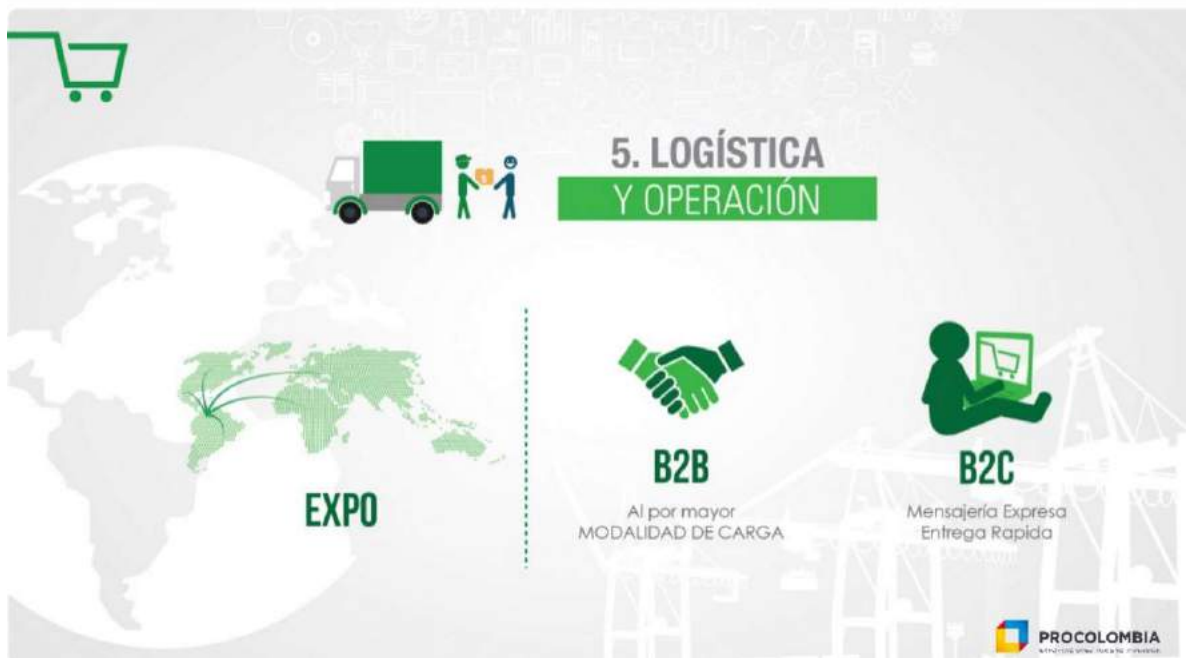 5. LOGÍSTICA
Y OPERACIÓN
EXPO
B2B
Al por mayor
MODALIDAD DE CARGA
B2C
Mensajería Expresa
Entrega Rapida
PROCOLOMBIA